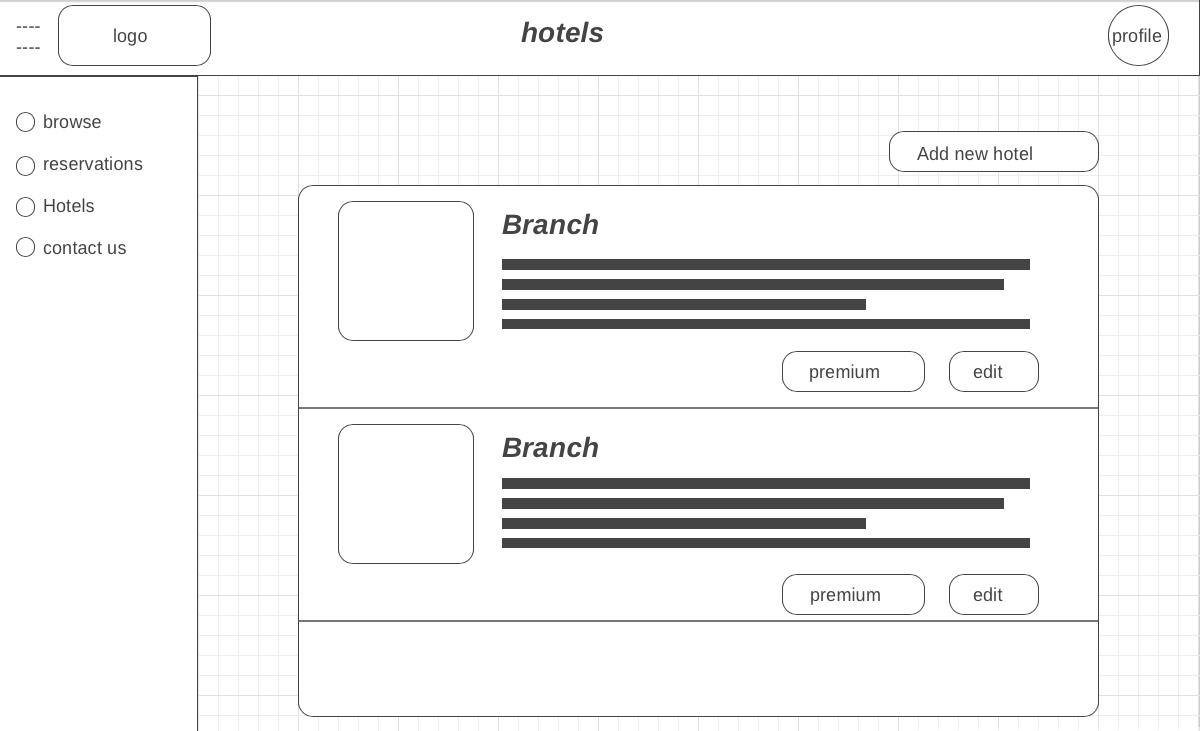 ----
----
logo
hotels
profile
browse
reservations
Hotels
contact us
Add new hotel
Branch
premium
edit
Branch
premium
edit